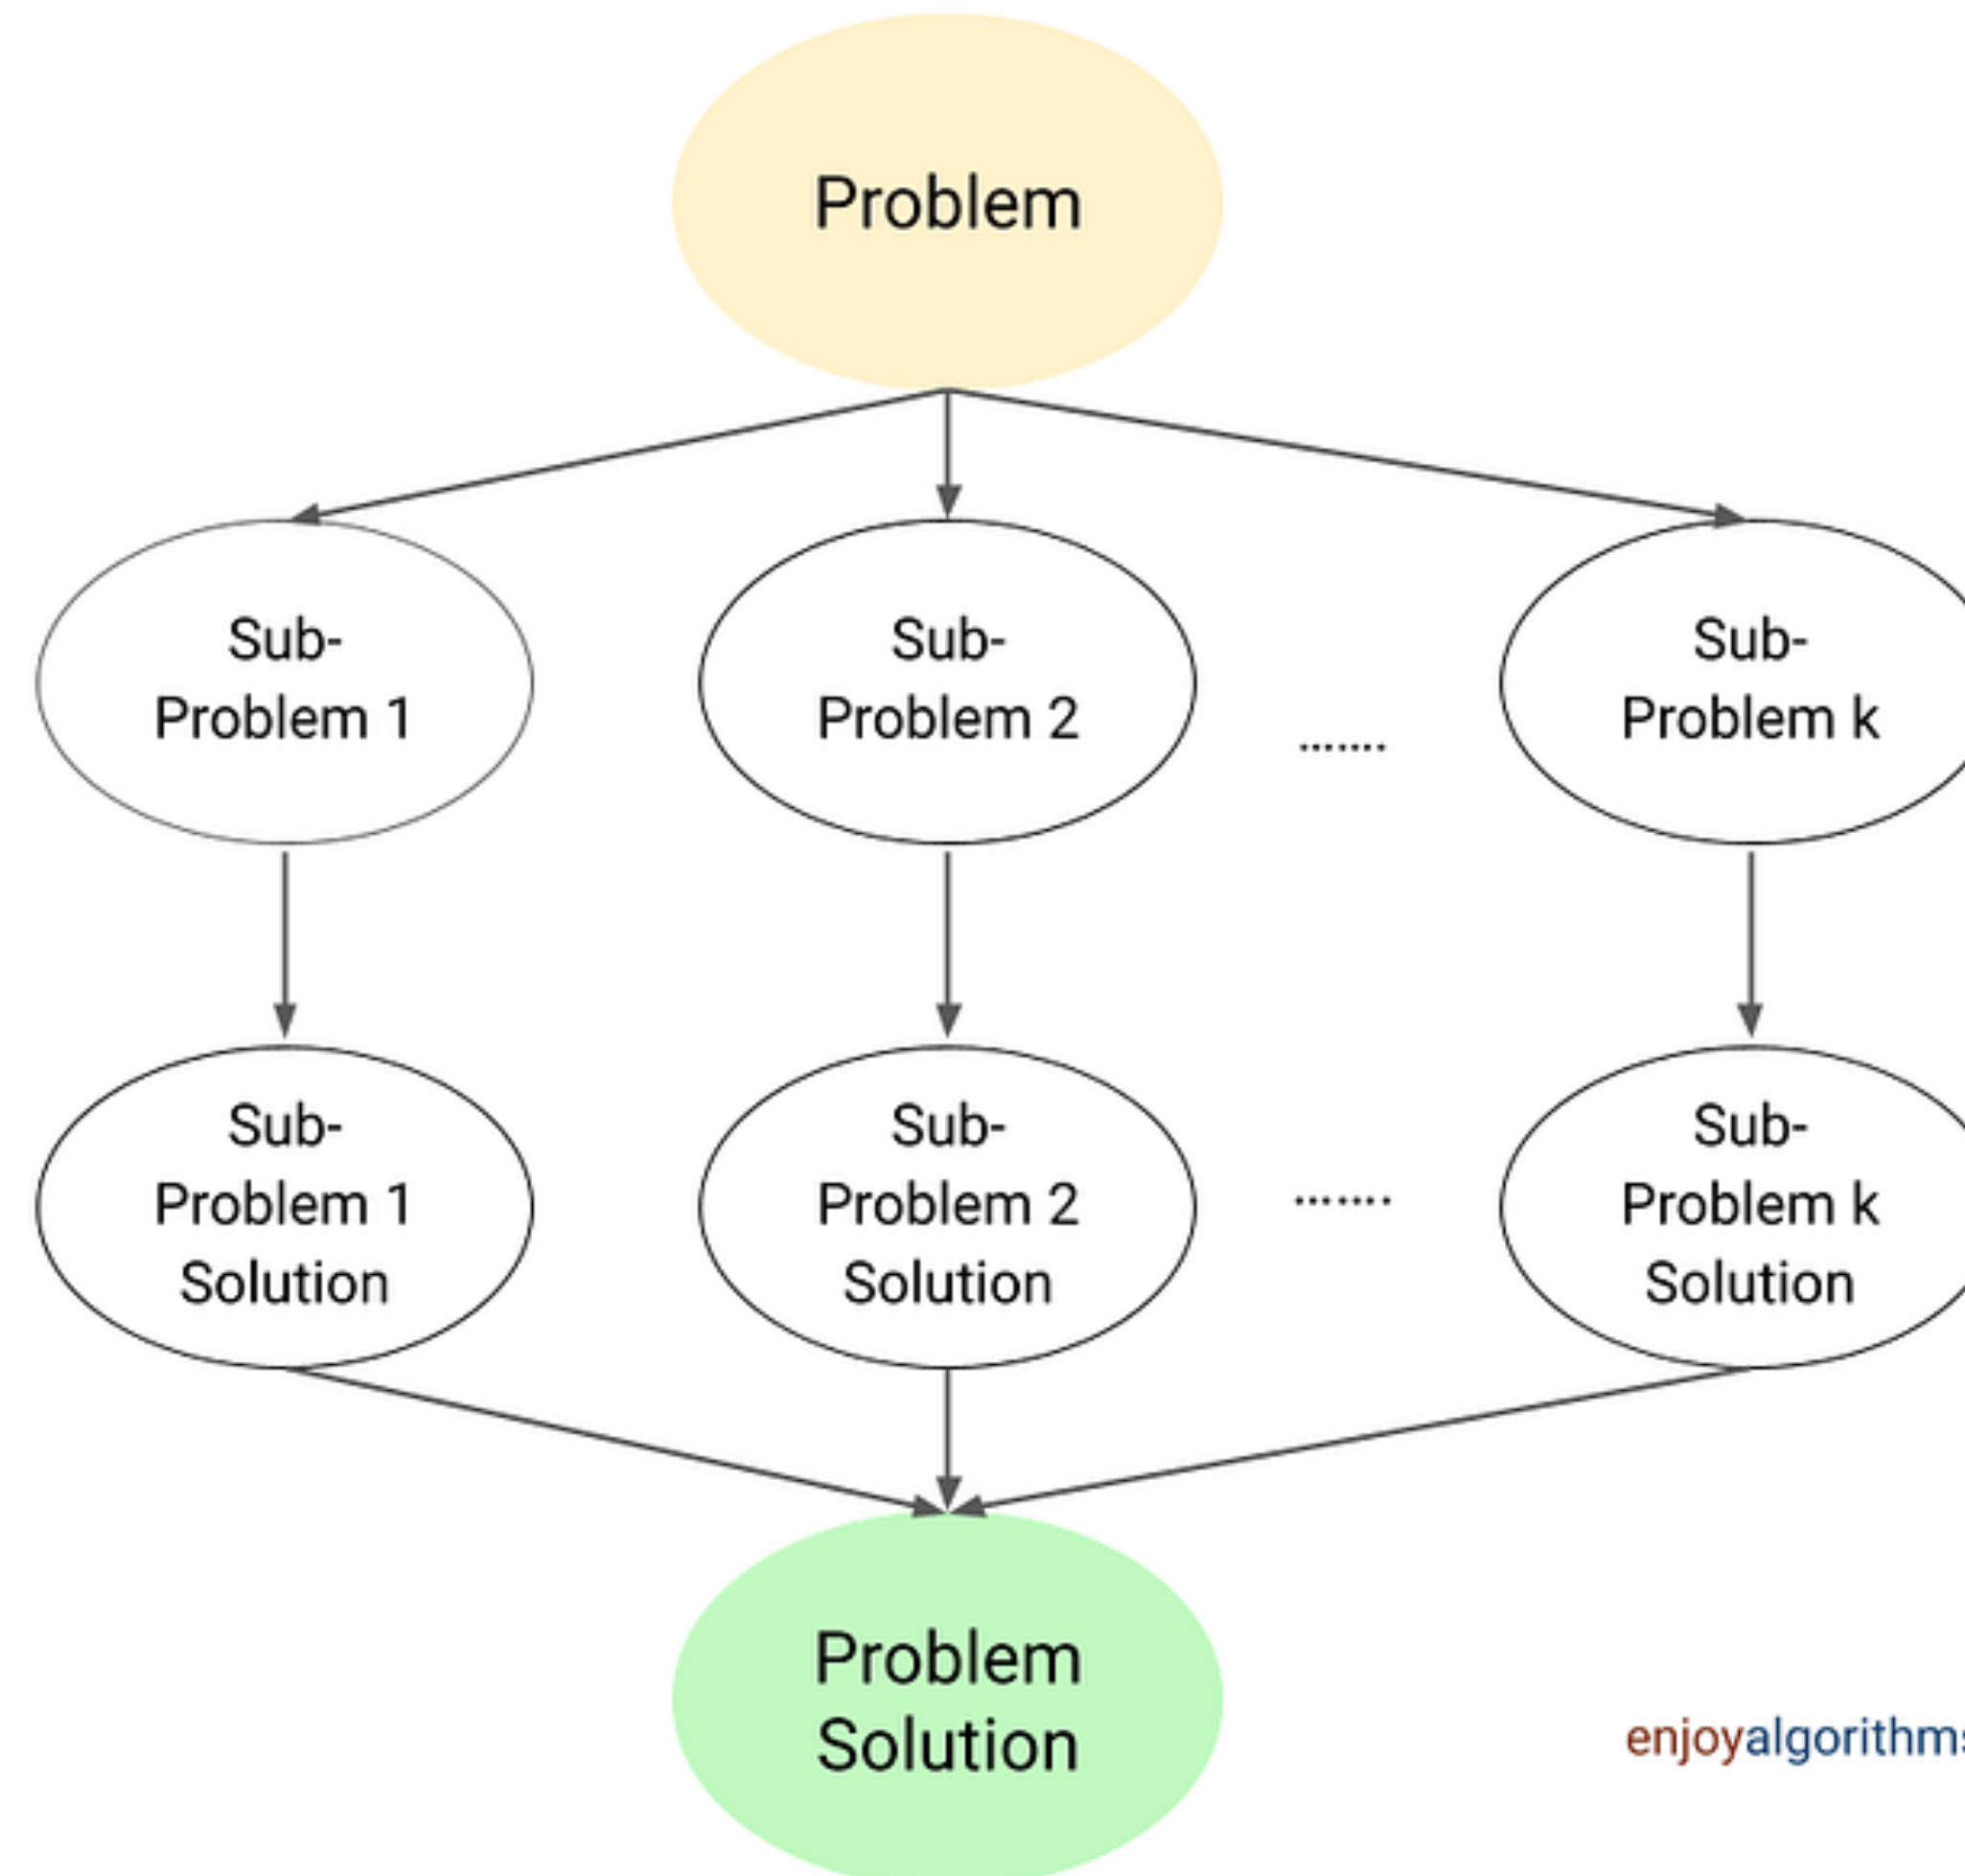 Problem
Sub-
Problem 1
Sub-
Problem 2
.......
Sub-
Problem k
Sub-
Problem 1
Solution
Sub-
Problem 2
Solution
.......
Sub-
Problem k
Solution
Problem
Solution
enjoyalgorithms